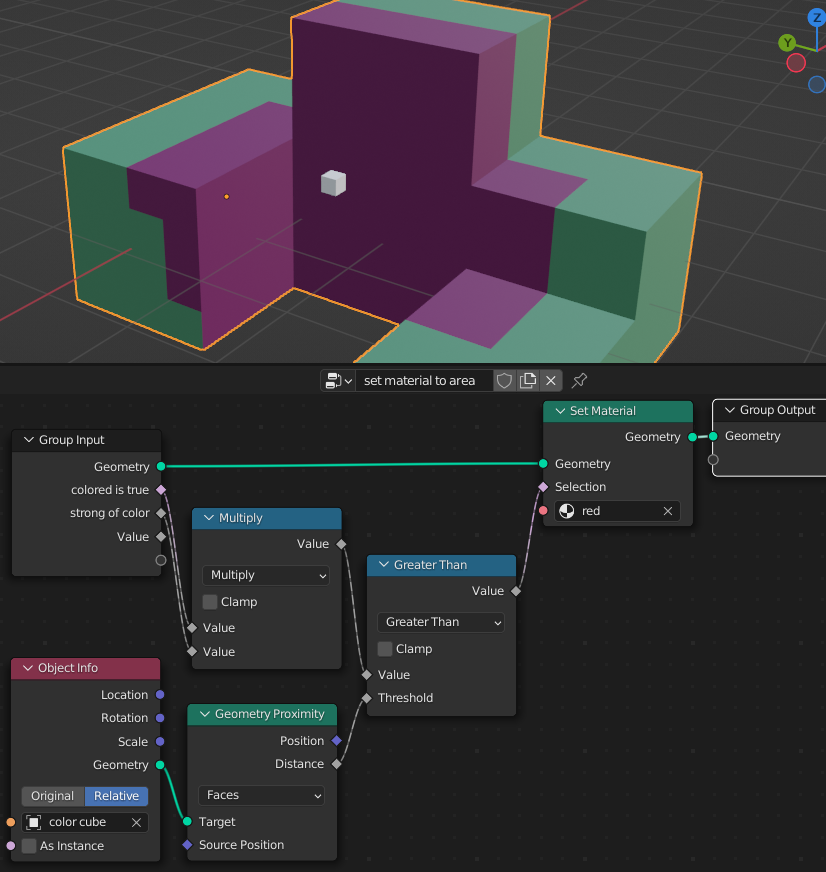 Z
Y
set material to area
Set Material
Geometry
Geometry
Selection
red
Group Output
Geometry
Group Input
Geometry
colored is true
strong of color
Value
Multiply
Value
Multiply
Clamp
Value
Value
Greater Than
Value
Greater Than
Clamp
Value
Threshold
Object Info
Location
Rotation
Scale
Geometry
Original Relative
color cube
As Instance
Geometry Proximity
Position
Distance
Faces
Target
Source Position